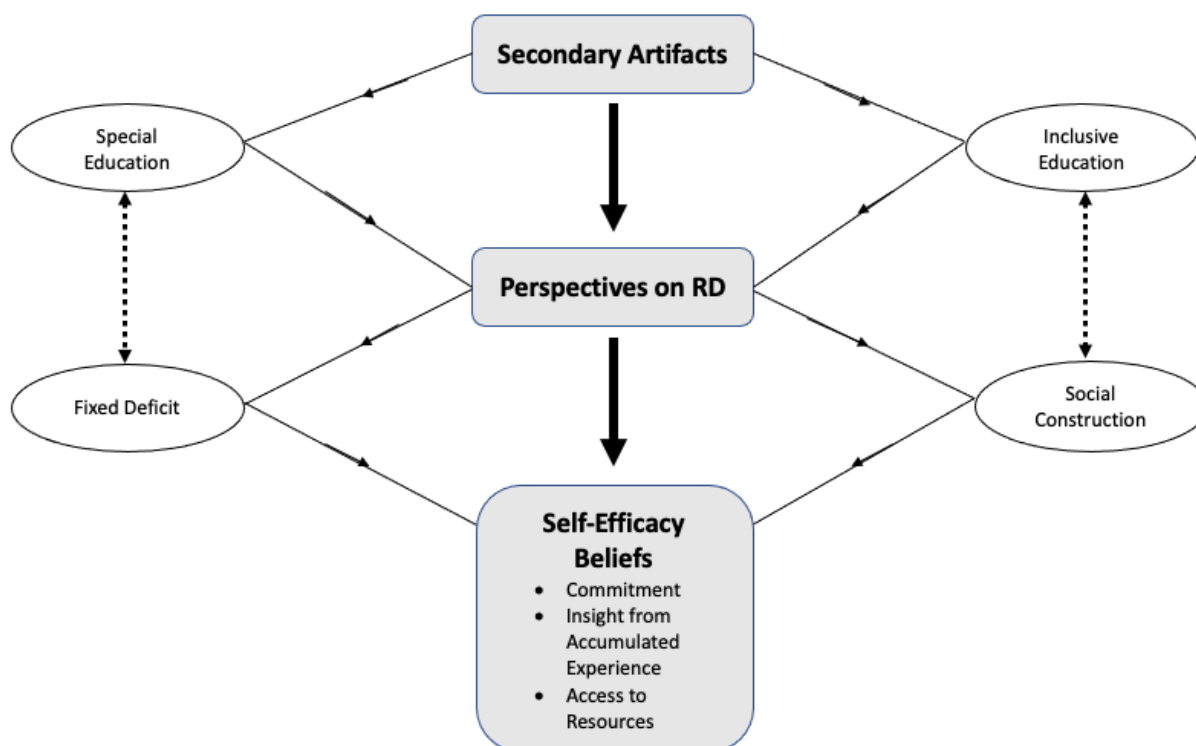 Secondary Artifacts
Special
Education
Inclusive
Education
Perspectives on RD
Fixed Deficit
Social
Construction
Self-Efficacy
Beliefs
• Commitment
• Insight from
Accumulated
Experience
• Access to
Resources